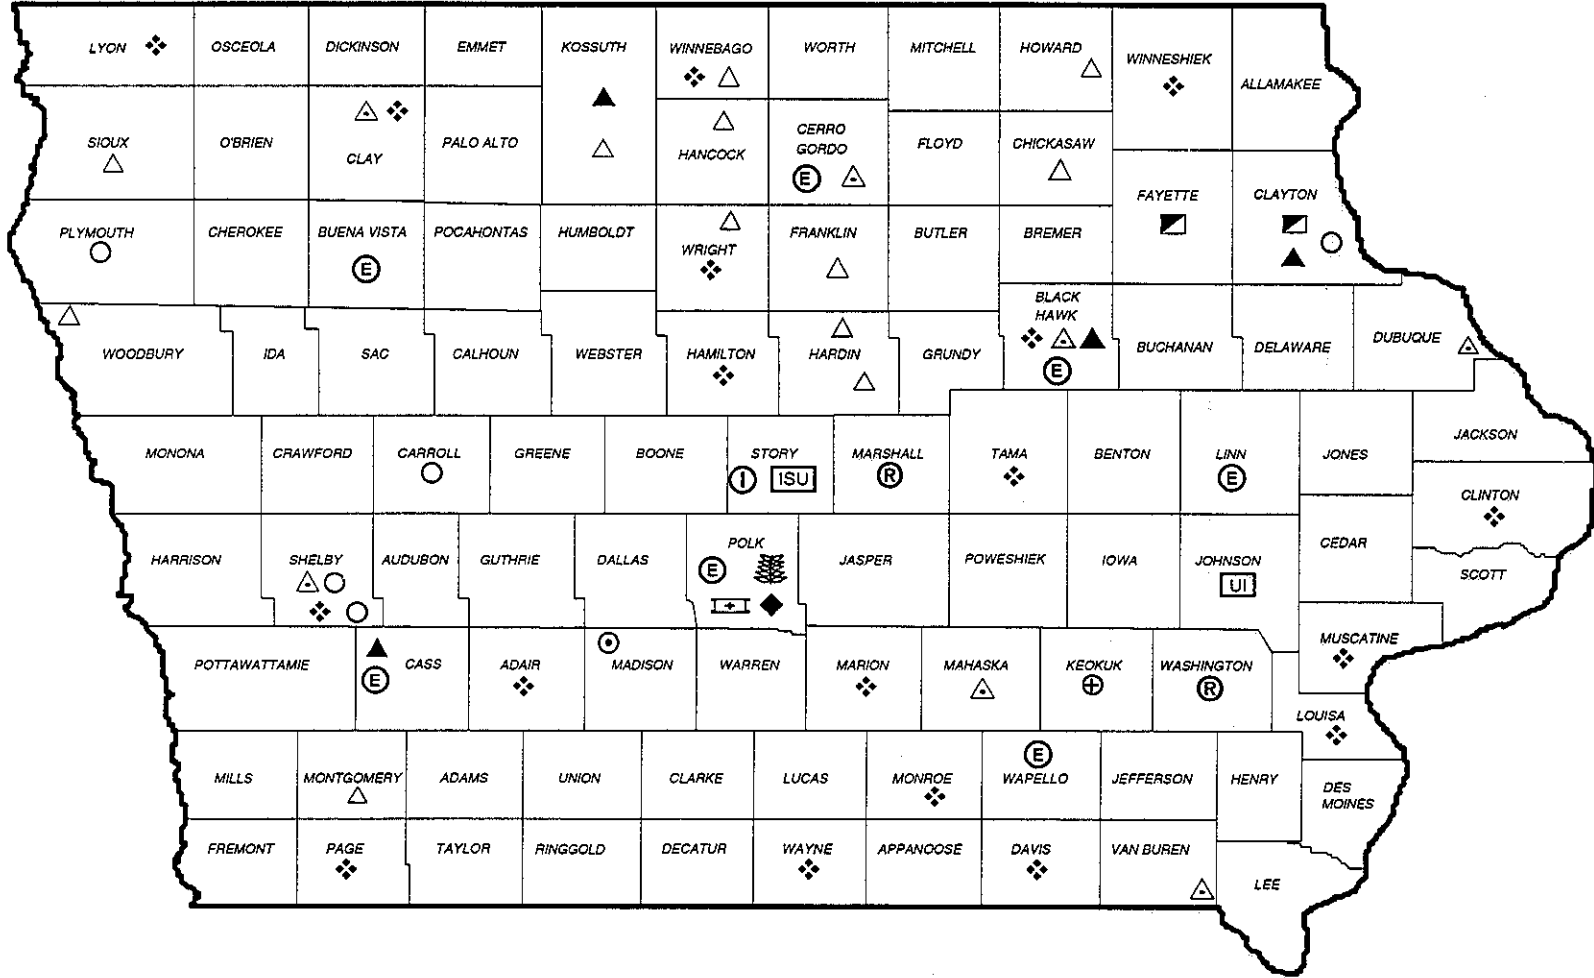 LYON
OSCEOLA
DICKINSON
EMMET
KOSSUTH
WINNEBAGO
WORTH
MITCHELL
HOWARD
WINNESHIEK
ALLAMAKEE
SIOUX
O'BRIEN
CLAY
PALO ALTO
HANCOCK
CERRO
GORDO
E
FLOYD
CHICKASAW
FAYETTE
CLAYTON
PLYMOUTH
CHEROKEE
BUENA VISTA
E
POCAHONTAS
HUMBOLDT
WRIGHT
FRANKLIN
BUTLER
BREMER
WOODBURY
IDA
SAC
CALHOUN
WEBSTER
HAMILTON
HARDIN
GRUNDY
BLACK
HAWK
E
BUCHANAN
DELAWARE
DUBUQUE
MONONA
CRAWFORD
CARROLL
GREENE
BOONE
STORY
I
ISU
MARSHALL
R
TAMA
BENTON
LINN
E
JONES
JACKSON
CLINTON
HARRISON
SHELBY
AUDUBON
GUTHRIE
DALLAS
POLK
E
JASPER
POWESHIEK
IOWA
JOHNSON
UI
CEDAR
SCOTT
POTTAWATTAMIE
CASS
E
ADAIR
MADISON
WARREN
MARION
MAHASKA
KEOKUK
WASHINGTON
R
MUSCATINE
LOUISA
MILLS
MONTGOMERY
ADAMS
UNION
CLARKE
LUCAS
MONROE
E
WAPELLO
JEFFERSON
HENRY
DES
MOINES
FREMONT
PAGE
TAYLOR
RINGGOLD
DECATUR
WAYNE
APPANOOSE
DAVIS
VAN BUREN
LEE